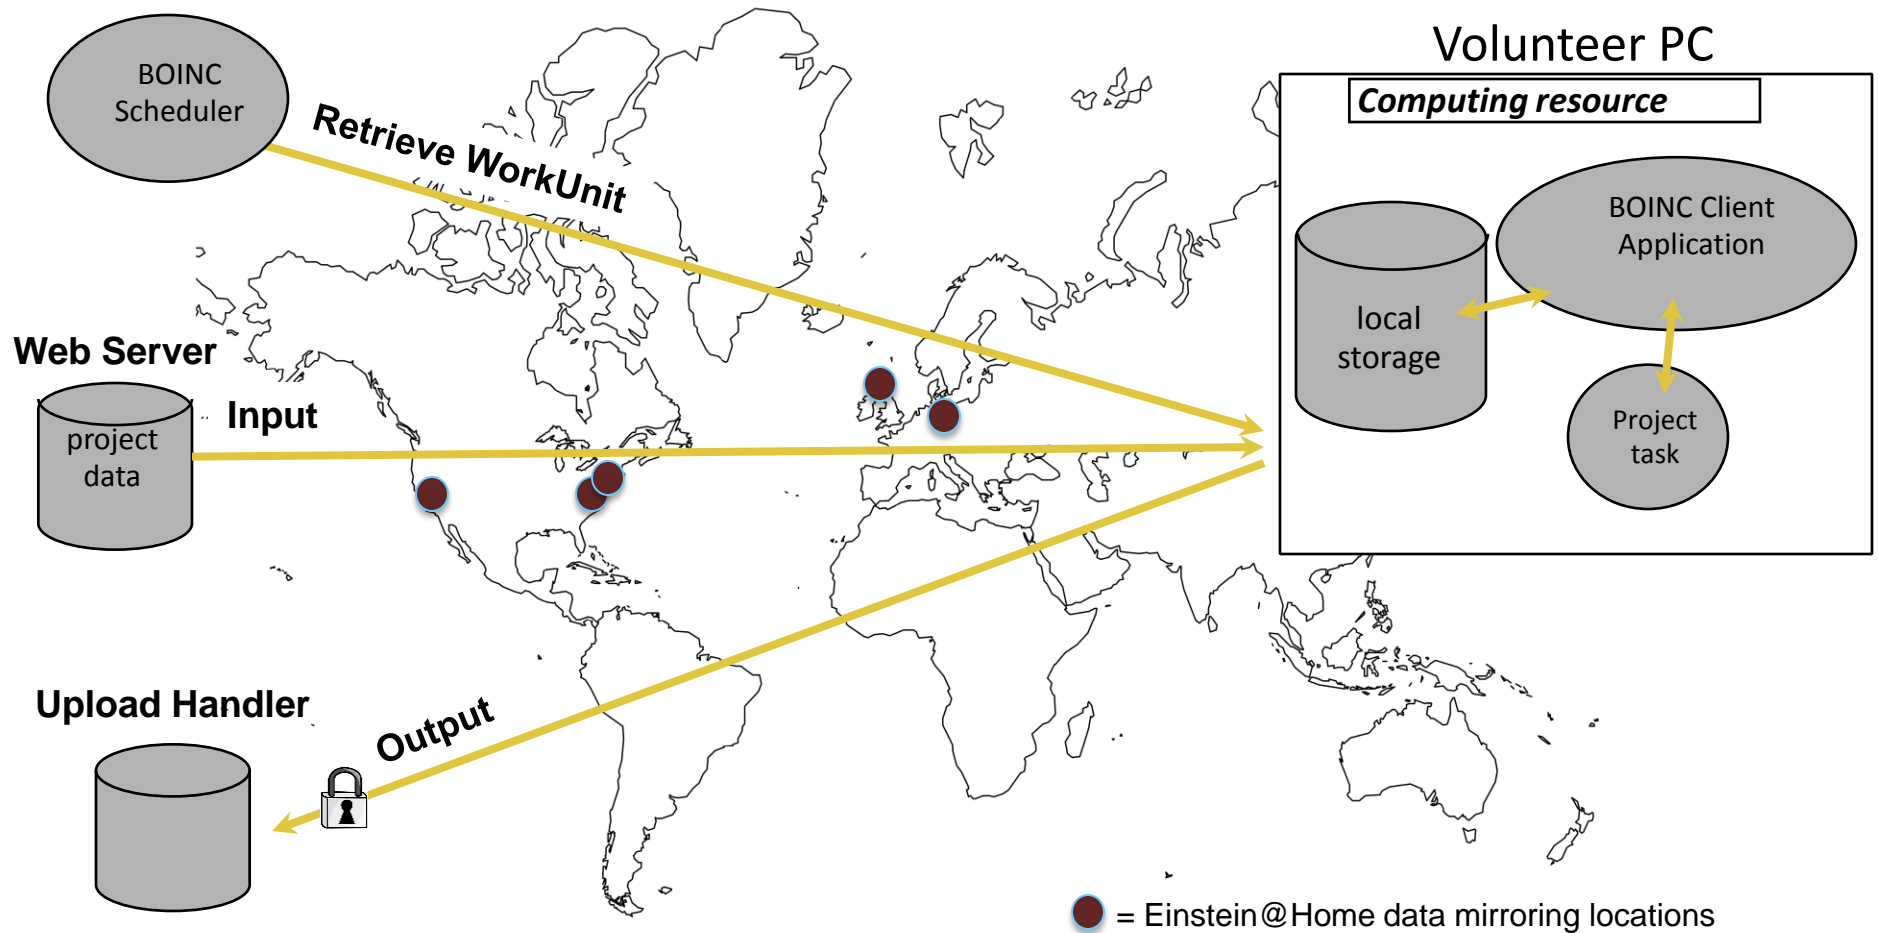 Volunteer PC
Computing resource
BOINC
Scheduler
Retrieve WorkUnit
BOINC Client
Application
local
storage
Project
task
Web Server
Input
project
data
Upload Handler
Output
= Einstein@Home data mirroring locations